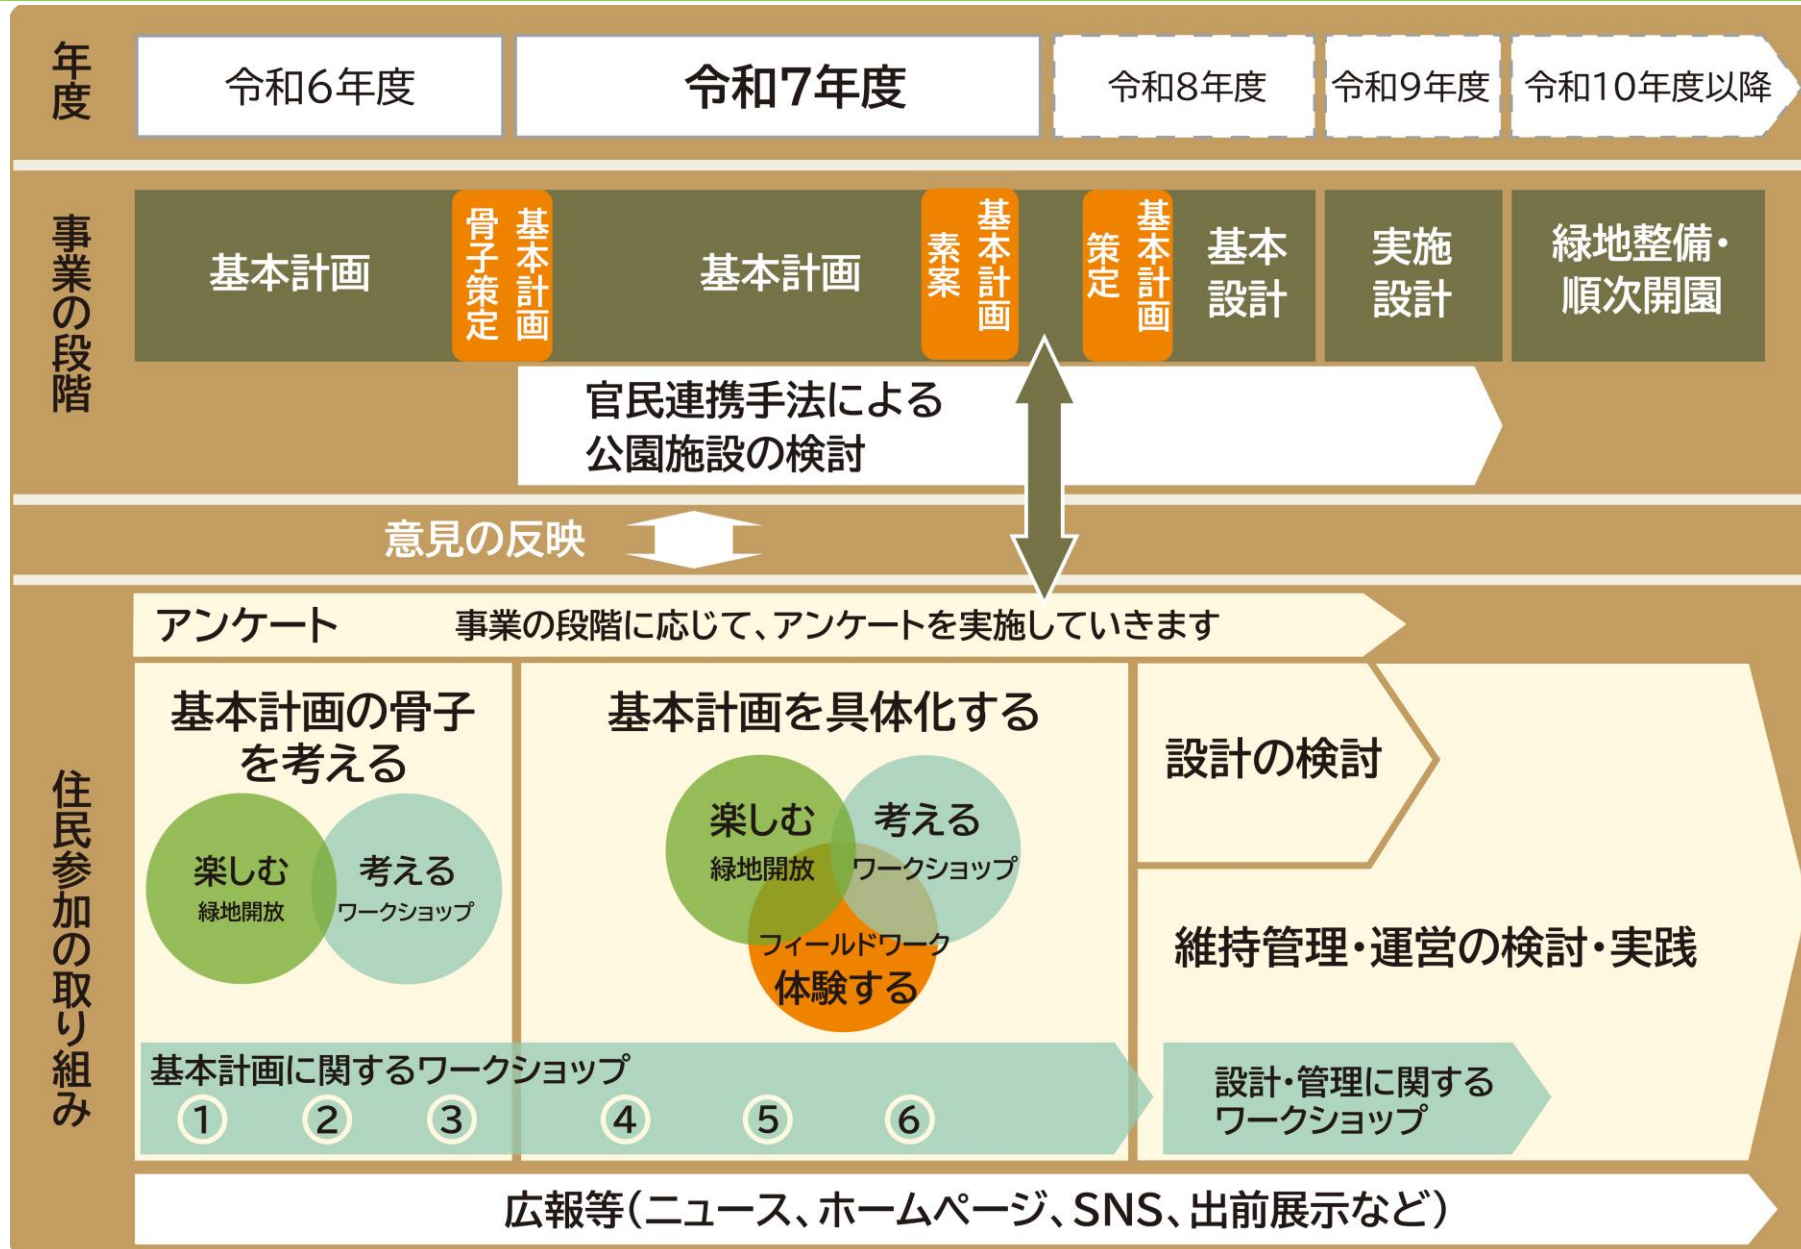 年度
令和6年度
令和7年度
令和8年度
令和9年度
令和10年度以降
事業の段階
基本計画
基本計画
骨子策定
基本計画
基本計画
素案
基本計画
策定
基本
設計
実施
設計
緑地整備・
順次開園
官民連携手法による
公園施設の検討
意見の反映
住民参加の取り組み
アンケート
事業の段階に応じて、アンケートを実施していきます
基本計画の骨子
を考える
楽しむ
緑地開放
考える
ワークショップ
基本計画を具体化する
楽しむ
緑地開放
考える
ワークショップ
フィールドワーク
体験する
設計の検討
維持管理・運営の検討・実践
基本計画に関するワークショップ
① ② ③ ④ ⑤ ⑥
設計・管理に関する
ワークショップ
広報等（ニュース、ホームページ、SNS、出前展示など）